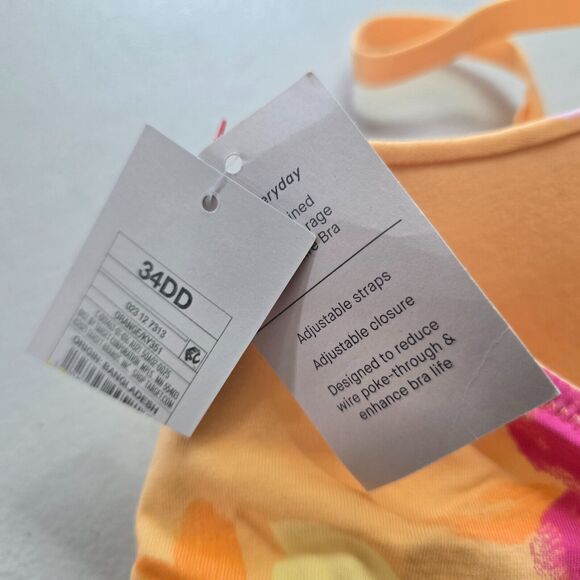 34DD
023 12 7313
ORANGE/KY351
ORIGIN: BANGLADESH
eryday
ined
rage
e Bra
Adjustable straps
Adjustable closure
Designed to reduce
wire poke-through &
enhance bra life